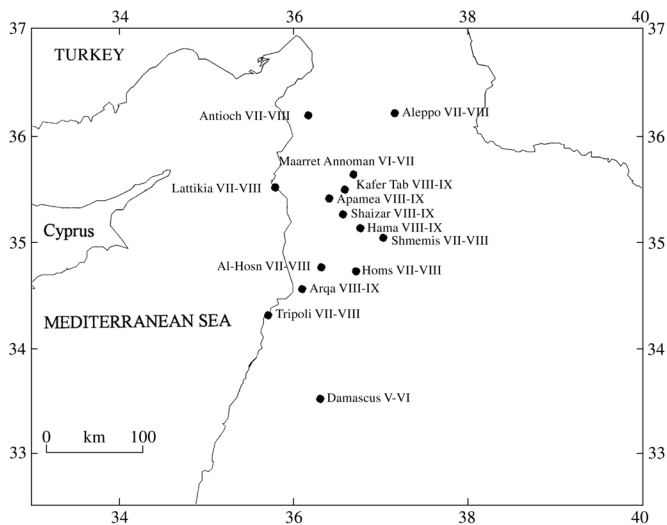 34 36 38 40
37 37
TURKEY
Antioch VII-VIII
Aleppo VII-VIII
36 36
Maarret Annoman VI-VII
Kafer Tab VIII-IX
Lattikia VII-VIII
Apamea VIII-IX
Shaizar VIII-IX
Hama VIII-IX
Cyprus
Shmemis VII-VIII
35 35
Al-Hosn VII-VIII
Homs VII-VIII
Arqa VIII-IX
MEDITERRANEAN SEA
Tripoli VII-VIII
34 34
Damascus V-VI
0 km 100
33 33
34 36 38 40